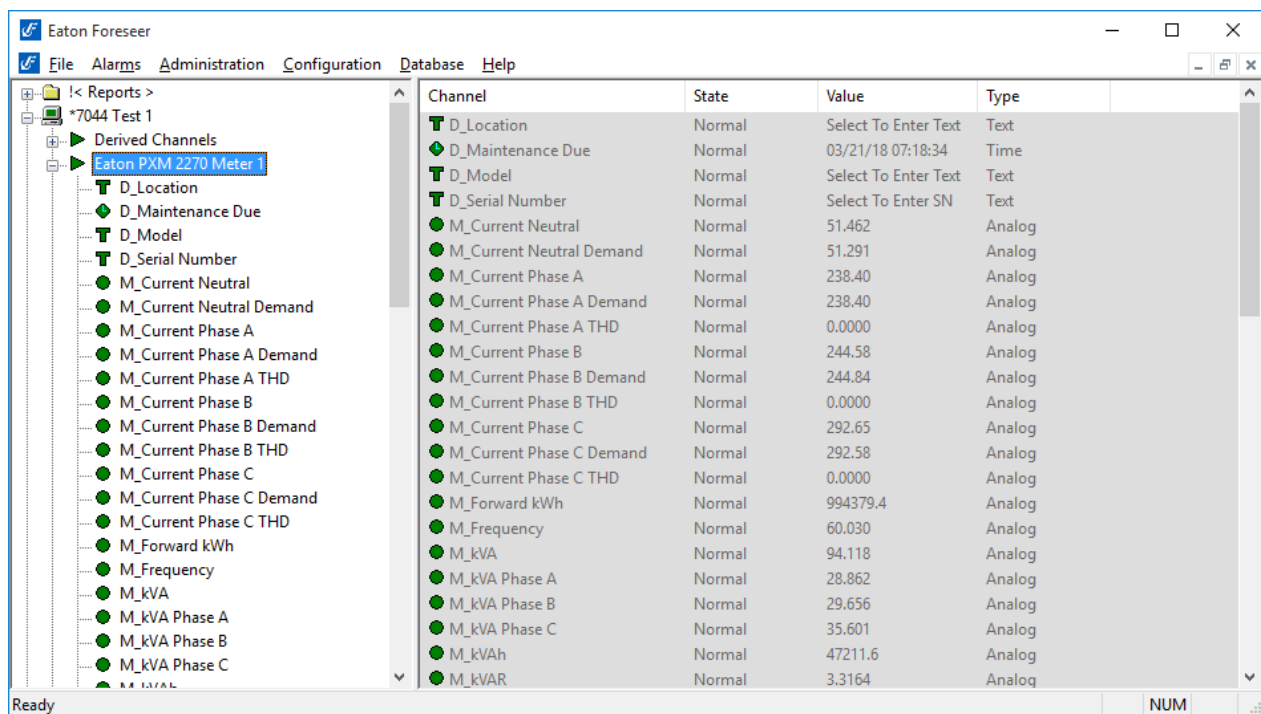 Eaton Foreseer
File Alarms Administration Configuration Database Help
!< Reports >
*7044 Test 1
Derived Channels
Eaton PXM 2270 Meter 1
D_Location
D_Maintenance Due
D_Model
D_Serial Number
M_Current Neutral
M_Current Neutral Demand
M_Current Phase A
M_Current Phase A Demand
M_Current Phase A THD
M_Current Phase B
M_Current Phase B Demand
M_Current Phase B THD
M_Current Phase C
M_Current Phase C Demand
M_Current Phase C THD
M_Forward kWh
M_Frequency
M_kVA
M_kVA Phase A
M_kVA Phase B
M_kVA Phase C
M_kVAh
Channel State Value Type
D_Location Normal Select To Enter Text Text
D_Maintenance Due Normal 03/21/18 07:18:34 Time
D_Model Normal Select To Enter Text Text
D_Serial Number Normal Select To Enter SN Text
M_Current Neutral Normal 51.462 Analog
M_Current Neutral Demand Normal 51.291 Analog
M_Current Phase A Normal 238.40 Analog
M_Current Phase A Demand Normal 238.40 Analog
M_Current Phase A THD Normal 0.0000 Analog
M_Current Phase B Normal 244.58 Analog
M_Current Phase B Demand Normal 244.84 Analog
M_Current Phase B THD Normal 0.0000 Analog
M_Current Phase C Normal 292.65 Analog
M_Current Phase C Demand Normal 292.58 Analog
M_Current Phase C THD Normal 0.0000 Analog
M_Forward kWh Normal 994379.4 Analog
M_Frequency Normal 60.030 Analog
M_kVA Normal 94.118 Analog
M_kVA Phase A Normal 28.862 Analog
M_kVA Phase B Normal 29.656 Analog
M_kVA Phase C Normal 35.601 Analog
M_kVAh Normal 47211.6 Analog
M_kVAR Normal 3.3164 Analog
Ready NUM